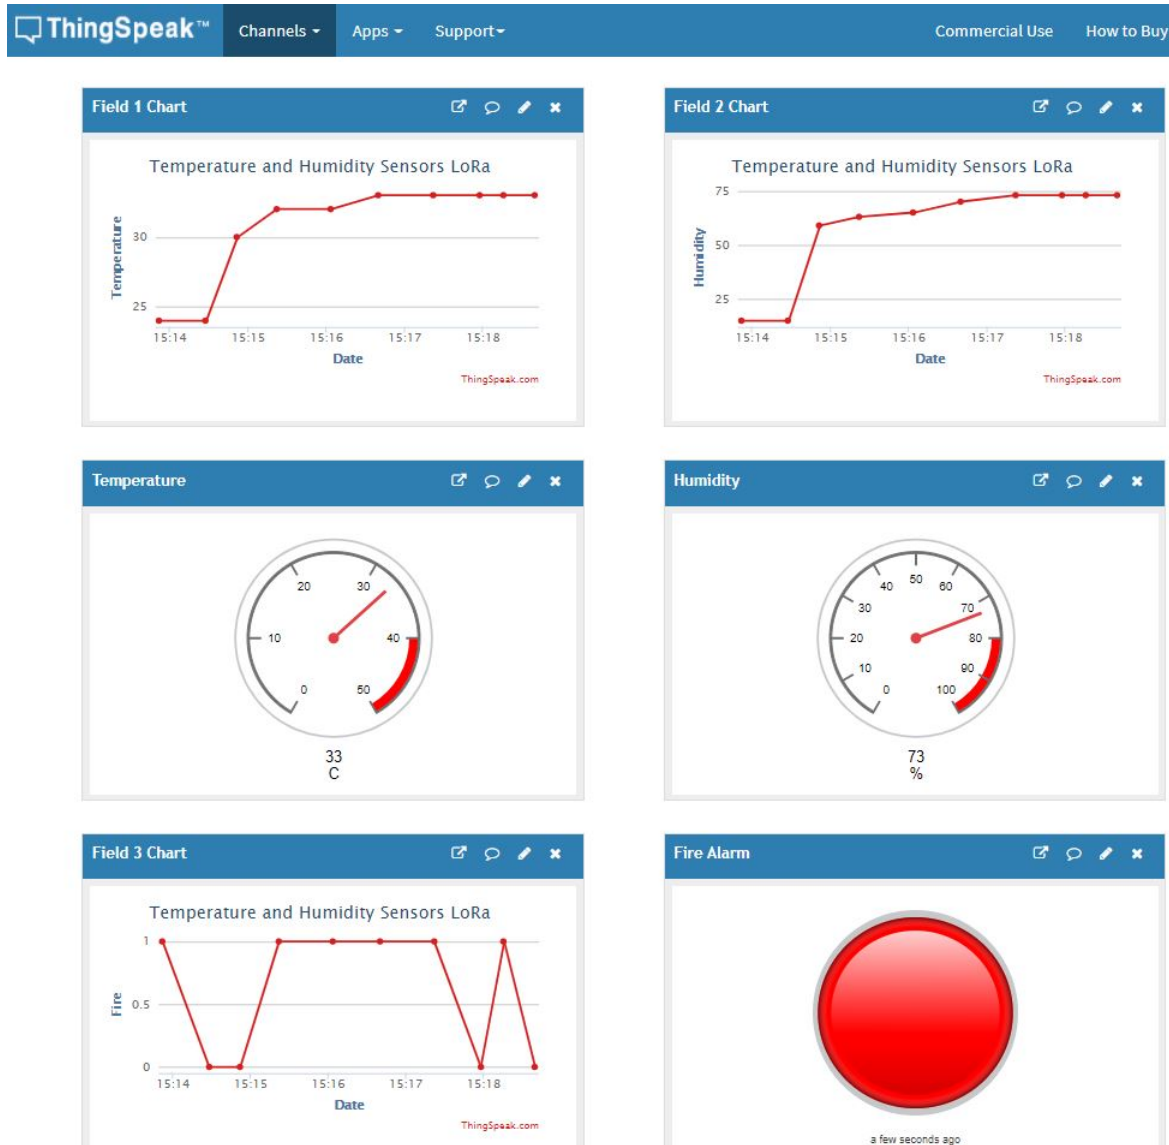 ThingSpeak™ Channels Apps Support Commercial Use How to Buy
Field 1 Chart
Temperature and Humidity Sensors LoRa
Temperature
30
25
15:14 15:15 15:16 15:17 15:18
Date
ThingSpeak.com
Field 2 Chart
Temperature and Humidity Sensors LoRa
Humidity
75
50
25
15:14 15:15 15:16 15:17 15:18
Date
ThingSpeak.com
Temperature
0
10
20
30
40
50
33
C
Humidity
0
10
20
30
40
50
60
70
80
90
100
73
%
Field 3 Chart
Temperature and Humidity Sensors LoRa
Fire
1
0.5
0
15:14 15:15 15:16 15:17 15:18
Date
ThingSpeak.com
Fire Alarm
a few seconds ago